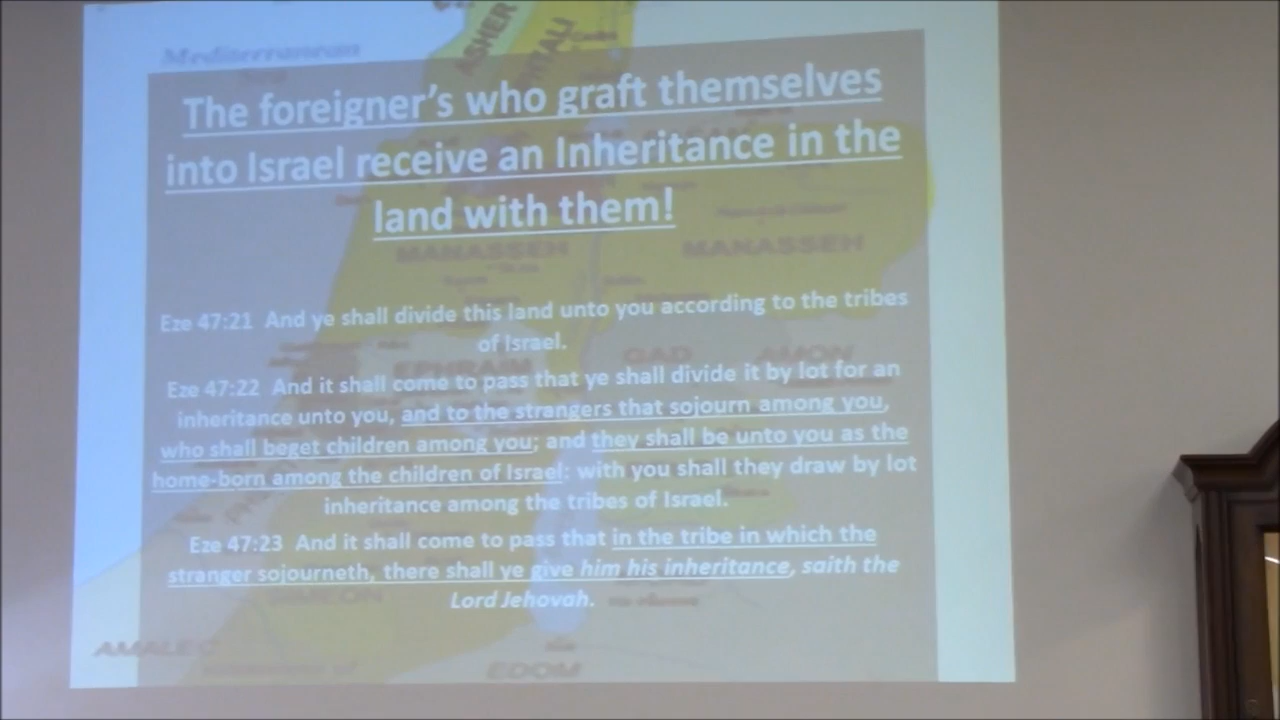 Mediterranean
ASHER
The foreigner's who graft themselves
into Israel receive an Inheritance in the
land with them!
MANASSEH
MANASSEH
Eze 47:21 And ye shall divide this land unto you according to the tribes
of Israel.
EPHRAIM
GAD
AMON
Eze 47:22 And it shall come to pass that ye shall divide it by lot for an
inheritance unto you, and to the strangers that sojourn among you,
who shall beget children among you; and they shall be unto you as the
home-born among the children of Israel: with you shall they draw by lot
inheritance among the tribes of Israel.
Eze 47:23 And it shall come to pass that in the tribe in which the
stranger sojourneth, there shall ye give him his inheritance, saith the
Lord Jehovah.
SIMEON
AMALEC
EDOM